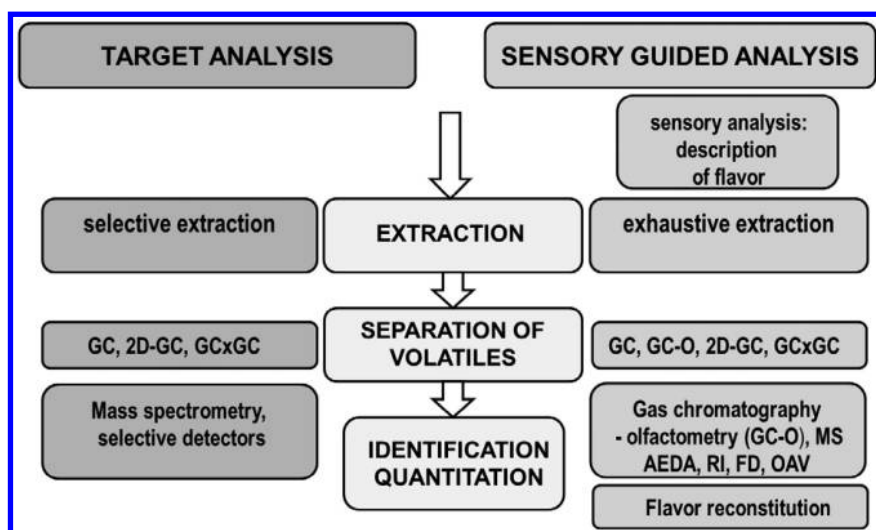 TARGET ANALYSIS
SENSORY GUIDED ANALYSIS
sensory analysis:
description
of flavor
selective extraction
EXTRACTION
exhaustive extraction
SEPARATION OF
VOLATILES
GC, 2D-GC, GCxGC
GC, GC-O, 2D-GC, GCxGC
Mass spectrometry,
selective detectors
IDENTIFICATION
QUANTITATION
Gas chromatography
- olfactometry (GC-O), MS
AEDA, RI, FD, OAV
Flavor reconstitution